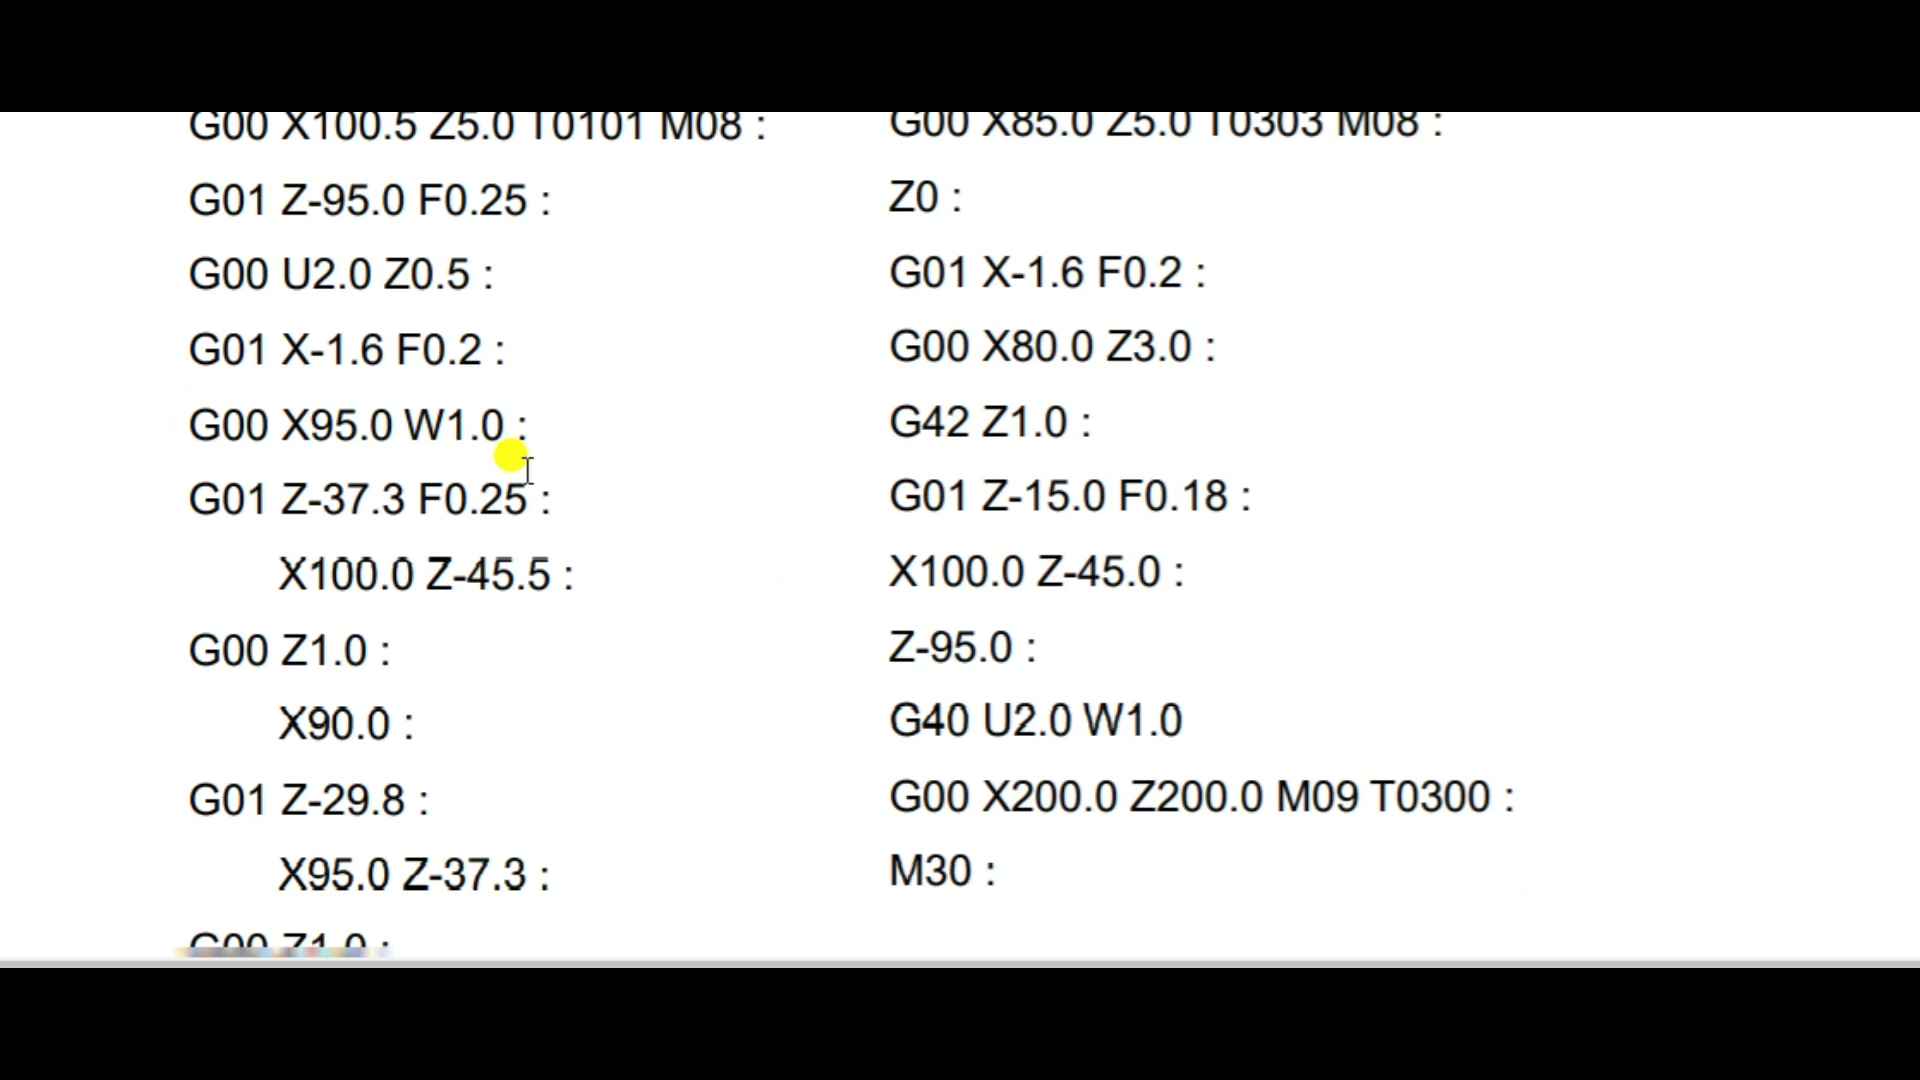 G00 X100.5 Z5.0 T0101 M08 :
G01 Z-95.0 F0.25 :
G00 U2.0 Z0.5 :
G01 X-1.6 F0.2 :
G00 X95.0 W1.0 :
G01 Z-37.3 F0.25 :
X100.0 Z-45.5 :
G00 Z1.0 :
X90.0 :
G01 Z-29.8 :
X95.0 Z-37.3 :
G00 Z1.0 :
G00 X85.0 Z5.0 T0303 M08 :
Z0 :
G01 X-1.6 F0.2 :
G00 X80.0 Z3.0 :
G42 Z1.0 :
G01 Z-15.0 F0.18 :
X100.0 Z-45.0 :
Z-95.0 :
G40 U2.0 W1.0
G00 X200.0 Z200.0 M09 T0300 :
M30 :